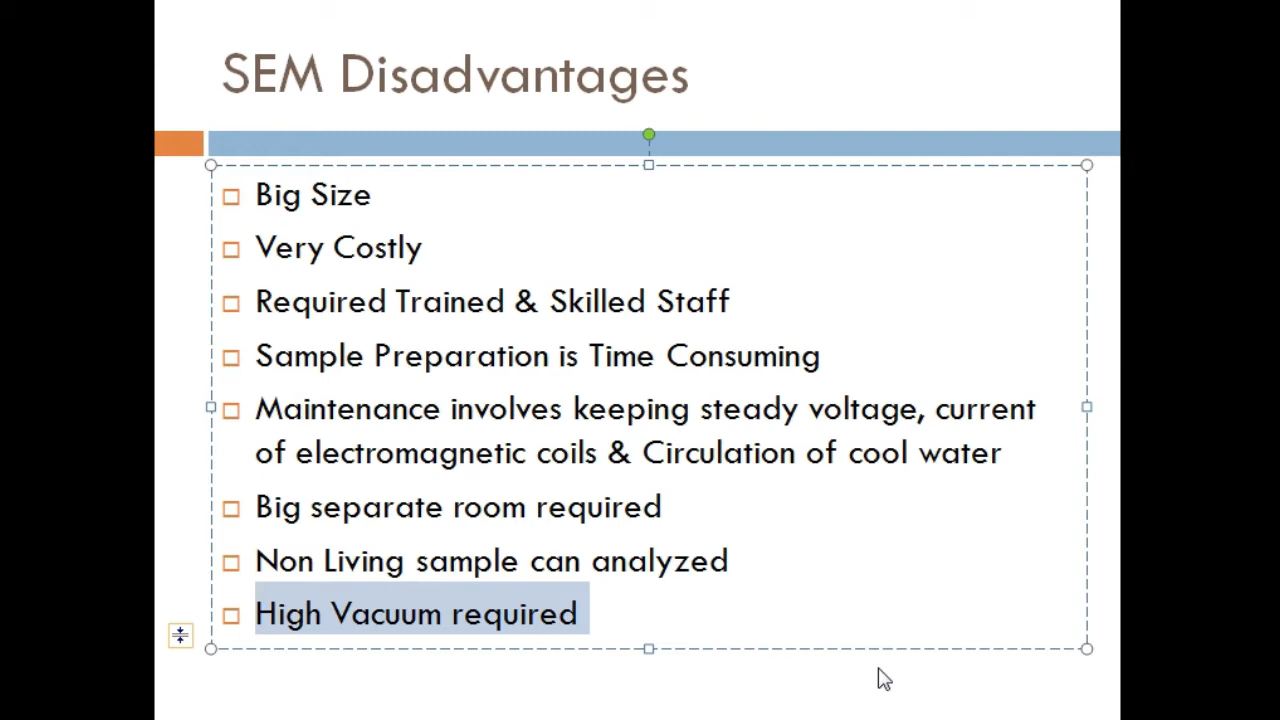 SEM Disadvantages
Big Size
Very Costly
Required Trained & Skilled Staff
Sample Preparation is Time Consuming
Maintenance involves keeping steady voltage, current
of electromagnetic coils & Circulation of cool water
Big separate room required
Non Living sample can analyzed
High Vacuum required